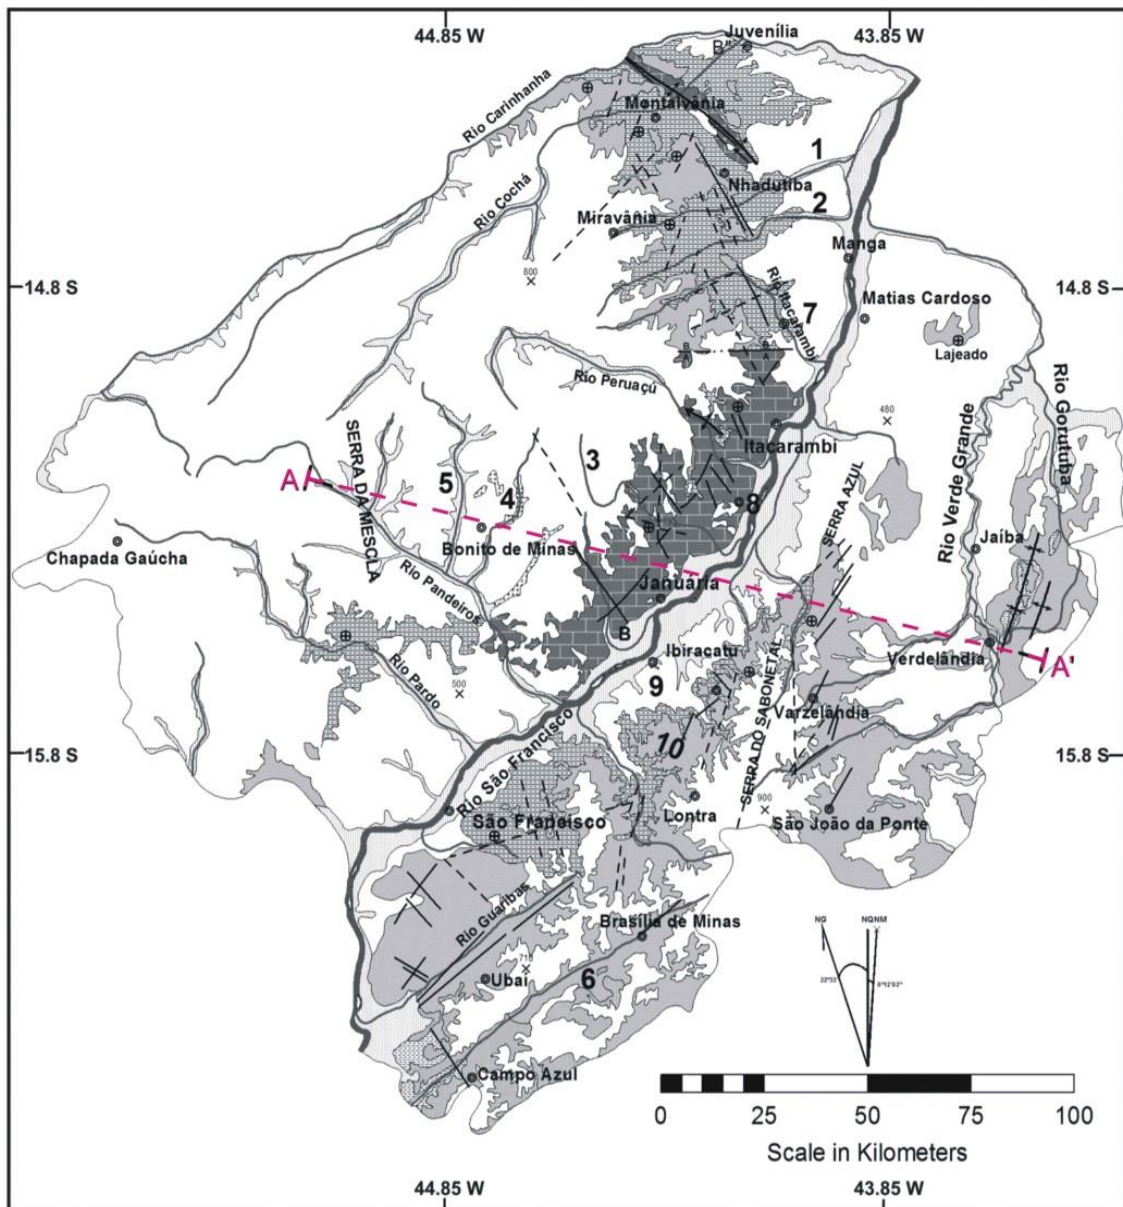 44.85 W
43.85 W
Juvenília
B"
Rio Carinhanha
Montalvânia
1
Nhadutiba
Rio Cochá
2
Miravânia
Manga
800
14.8 S
14.8 S
Rio Itacarambi
7
Matias Cardoso
Lajeado
Rio Peruaçú
Rio Gorutuba
Rio Verde Grande
480
Itacarambi
SERRA DA MESCLA
3
A
5
4
8
SERRA AZUL
Chapada Gaúcha
Bonito de Minas
Jaíba
Rio Pandeiros
Januária
B
Ibiracatu
Verdelândia
A'
500
Rio Pardo
9
SERRA DO SABONETAL
Varzelândia
10
15.8 S
15.8 S
Rio São Francisco
900
Lontra
São Francisco
São João da Ponte
Rio Guaribas
Brasília de Minas
NG
NQ NM
710
Ubaí
6
Campo Azul
0
25
50
75
100
Scale in Kilometers
44.85 W
43.85 W